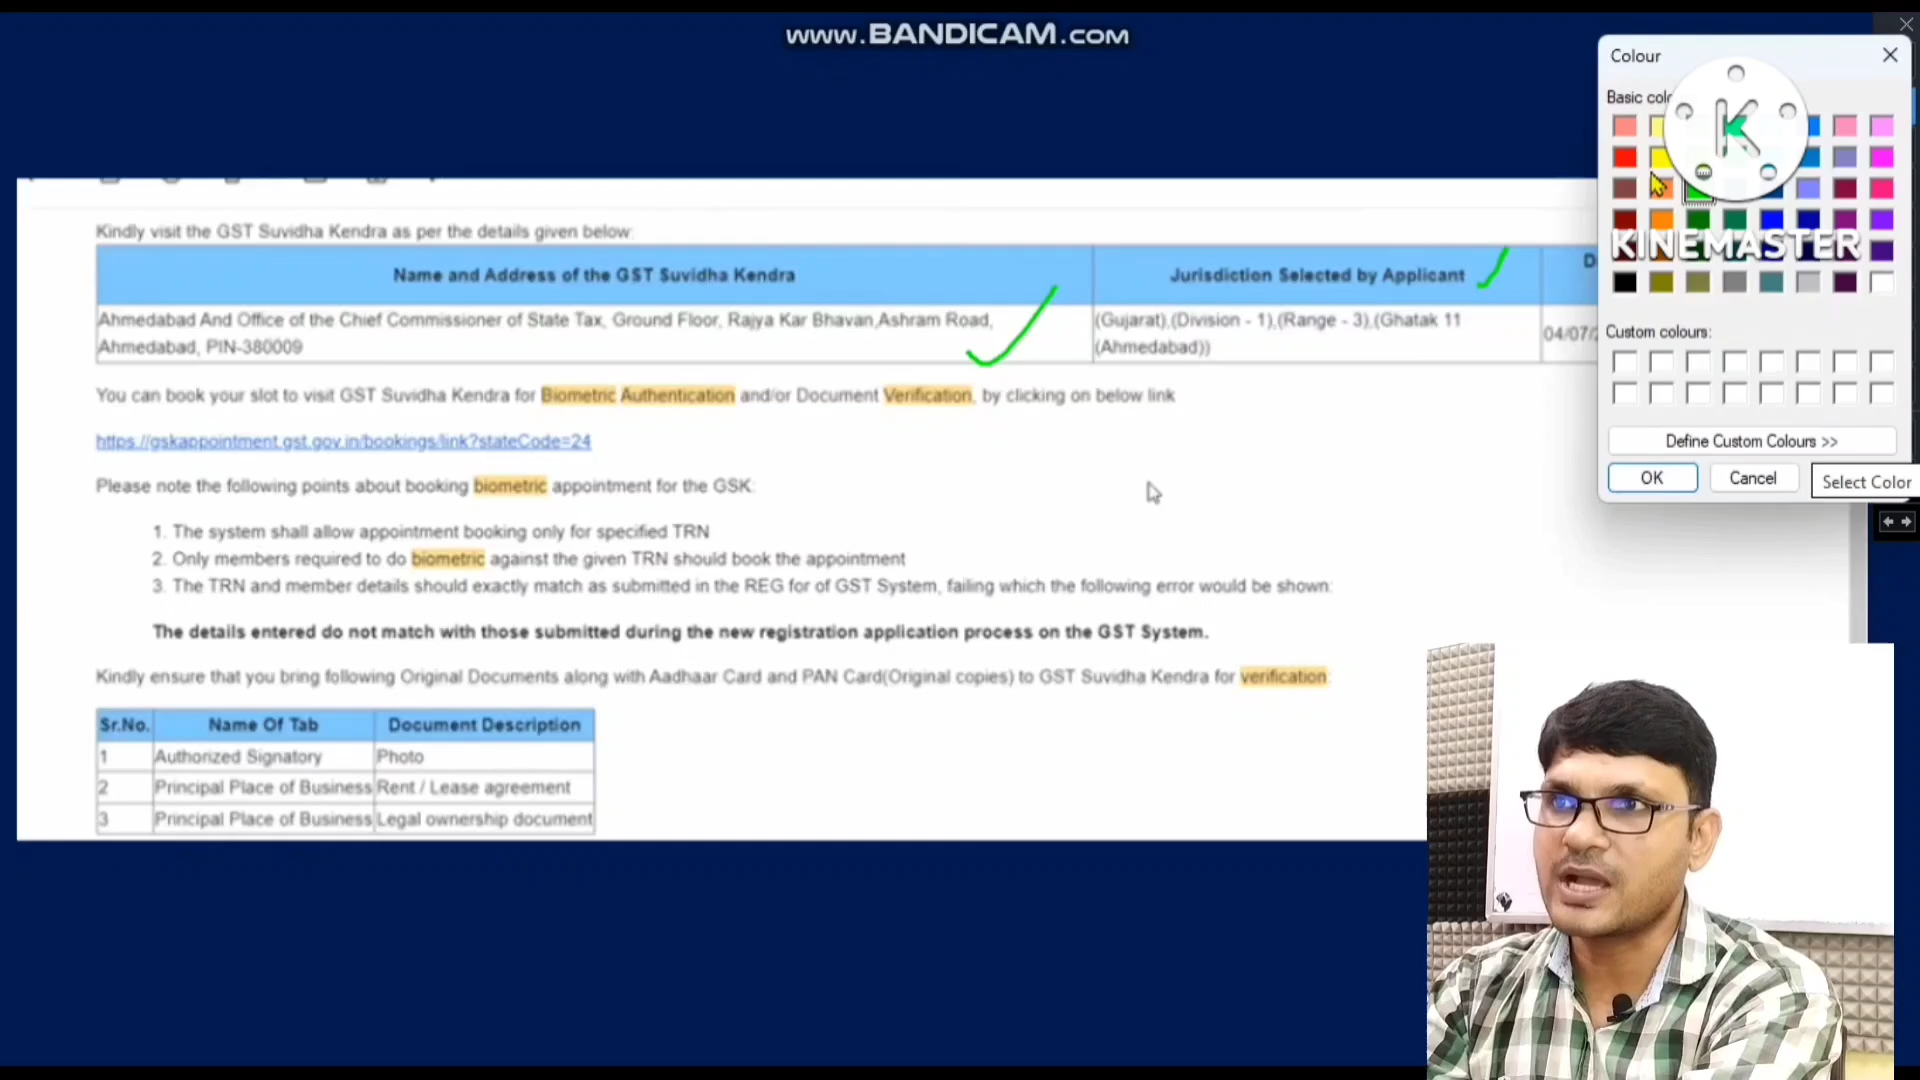 www.BANDICAM.com
Colour
Basic colo
KINEMASTER
Custom colours:
Define Custom Colours >>
OK
Cancel
Select Color
Kindly visit the GST Suvidha Kendra as per the details given below:
Name and Address of the GST Suvidha Kendra
Jurisdiction Selected by Applicant
Ahmedabad And Office of the Chief Commissioner of State Tax, Ground Floor, Rajya Kar Bhavan,Ashram Road,
Ahmedabad, PIN-380009
(Gujarat),(Division - 1),(Range - 3),(Ghatak 11
(Ahmedabad))
04/07/
You can book your slot to visit GST Suvidha Kendra for Biometric Authentication and/or Document Verification, by clicking on below link
https://gskappointment.gst.gov.in/bookings/link?stateCode=24
Please note the following points about booking biometric appointment for the GSK:
1. The system shall allow appointment booking only for specified TRN
2. Only members required to do biometric against the given TRN should book the appointment
3. The TRN and member details should exactly match as submitted in the REG for of GST System, failing which the following error would be shown:
The details entered do not match with those submitted during the new registration application process on the GST System.
Kindly ensure that you bring following Original Documents along with Aadhaar Card and PAN Card(Original copies) to GST Suvidha Kendra for verification:
Sr.No. Name Of Tab Document Description
1 Authorized Signatory Photo
2 Principal Place of Business Rent / Lease agreement
3 Principal Place of Business Legal ownership document